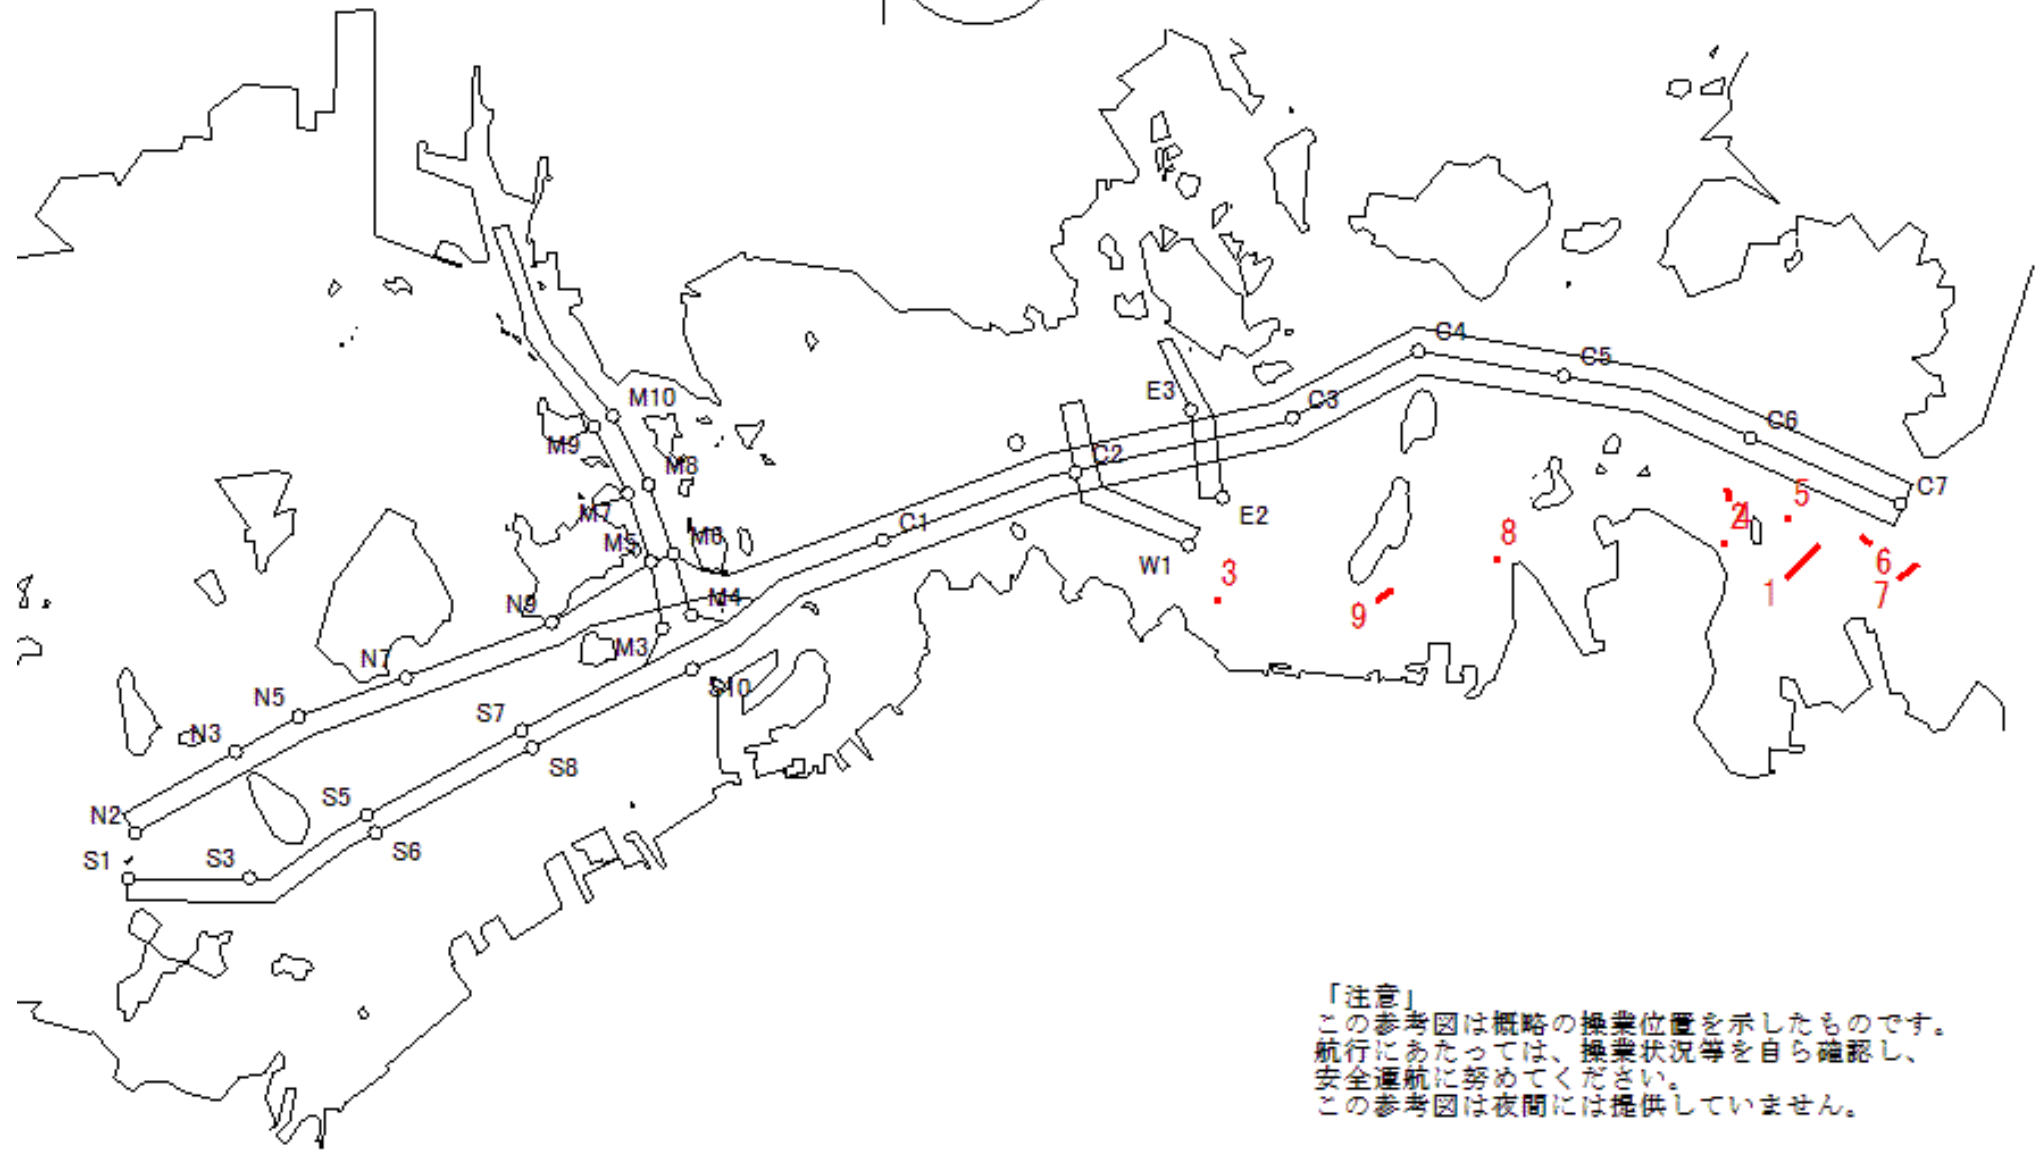 C4
C5
E3
M10
C3
C6
M9
C2
M8
C7
5
M7
E2
2
4
C1
M5
M6
8
W1
6
3
7
1
N9
M4
9
M3
N7
S10
N5
S7
N3
S8
S5
N2
S6
S1
S3
「注意」
この参考図は概略の操業位置を示したものです。
航行にあたっては、操業状況等を自ら確認し、
安全運航に努めてください。
この参考図は夜間には提供していません。